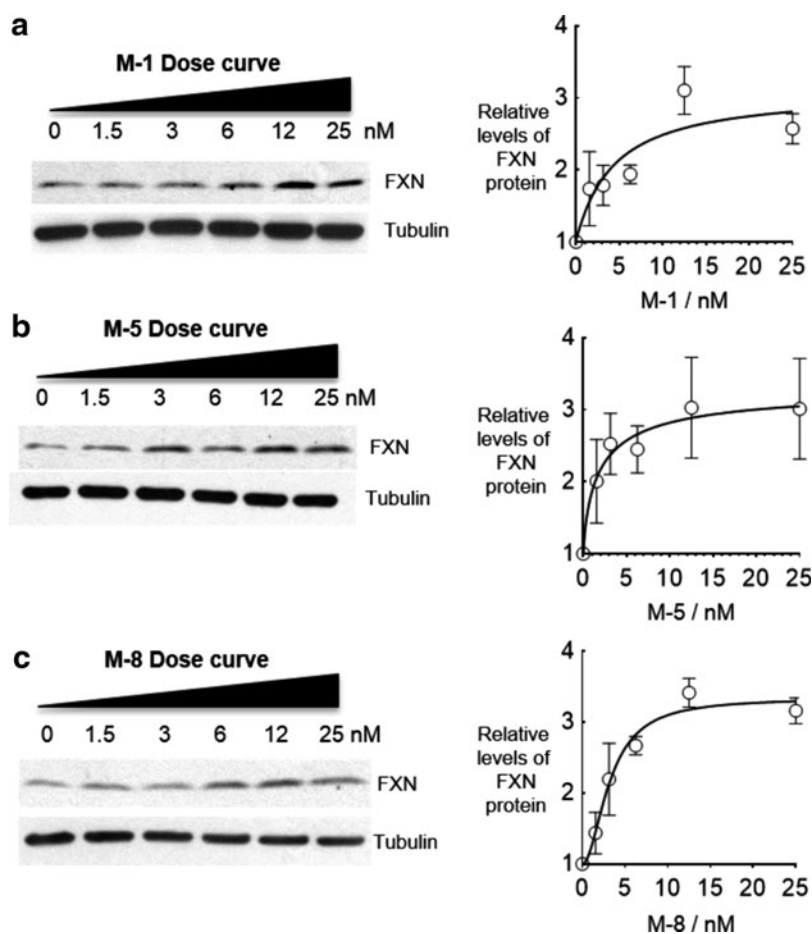 a
M-1 Dose curve
0 1.5 3 6 12 25 nM
FXN
Tubulin
4
3
2
1
Relative
levels of
FXN
protein
0 5 10 15 20 25
M-1 / nM
b
M-5 Dose curve
0 1.5 3 6 12 25 nM
FXN
Tubulin
4
3
2
1
Relative
levels of
FXN
protein
0 5 10 15 20 25
M-5 / nM
c
M-8 Dose curve
0 1.5 3 6 12 25 nM
FXN
Tubulin
4
3
2
1
Relative
levels of
FXN
protein
0 5 10 15 20 25
M-8 / nM